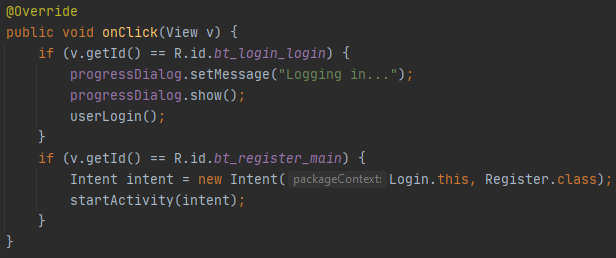 @Override
public void onClick(View v) {
    if (v.getId() == R.id.bt_login_login) {
        progressDialog.setMessage("Logging in...");
        progressDialog.show();
        userLogin();
    }
    if (v.getId() == R.id.bt_register_main) {
        Intent intent = new Intent( packageContext: Login.this, Register.class);
        startActivity(intent);
    }
}